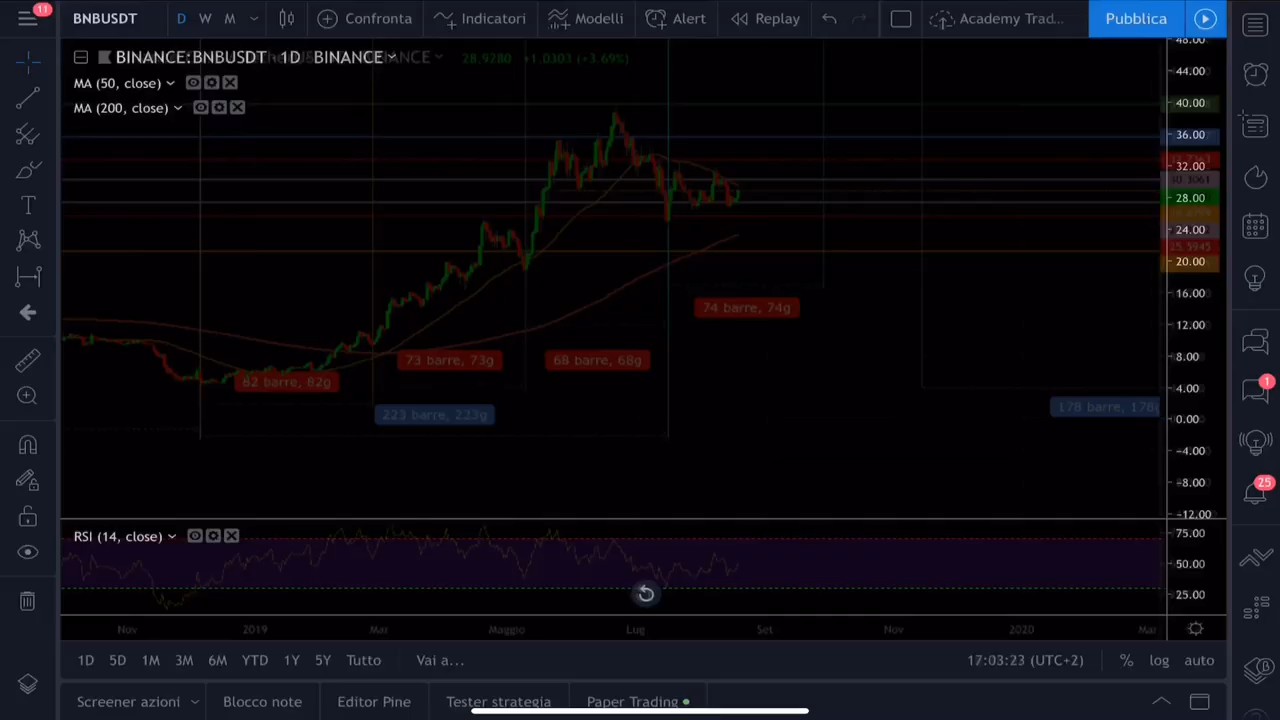 11
BNBUSDT D W M Confronta Indicatori Modelli Alert Replay Academy Trad... Pubblica
BINANCE:BNBUSDT 1D BINANCE
28.9280 +1.0303 (+3.69%)
MA (50, close)
MA (200, close)
48.00
44.00
40.00
36.00
32.00
28.00
24.00
25.5945
20.00
16.00
12.00
8.00
4.00
0.00
-4.00
-8.00
-12.00
74 barre, 74g
73 barre, 73g
68 barre, 68g
82 barre, 82g
223 barre, 223g
178 barre, 178g
1
25
RSI (14, close)
75.00
50.00
25.00
Nov 2019 Mar Maggio Lug Set Nov 2020 Mar
1D 5D 1M 3M 6M YTD 1Y 5Y Tutto Vai a... 17:03:23 (UTC+2) % log auto
Screener azioni Blocco note Editor Pine Tester strategia Paper Trading